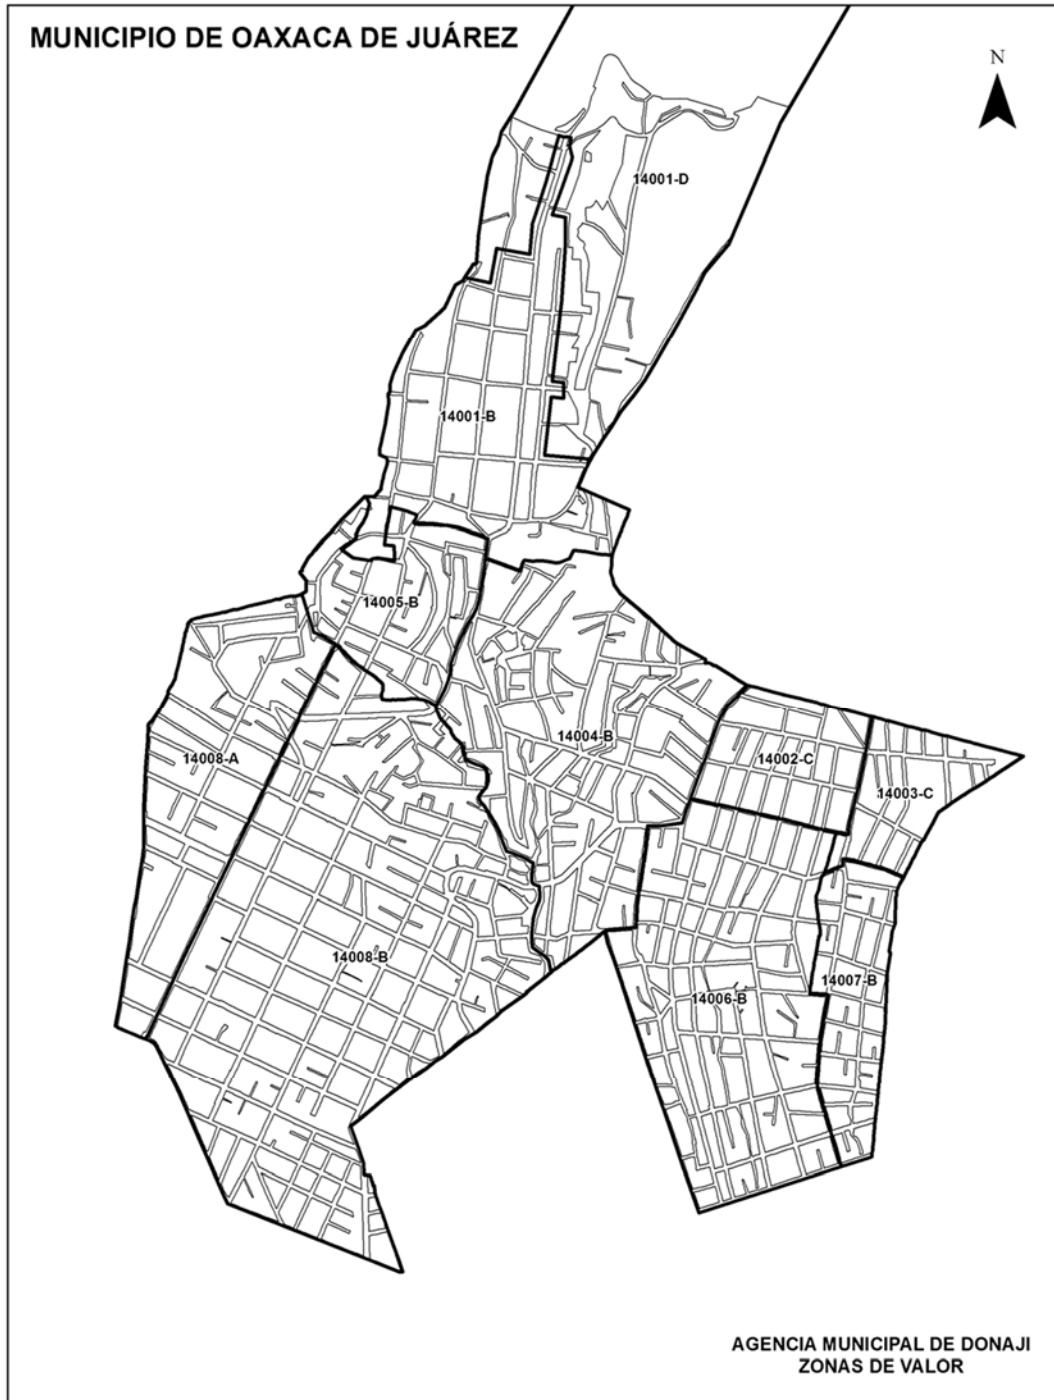 MUNICIPIO DE OAXACA DE JUÁREZ
N
14001-D
14001-B
14005-B
14004-B
14008-A
14002-C
14003-C
14008-B
14007-B
14006-B
AGENCIA MUNICIPAL DE DONAJI
ZONAS DE VALOR